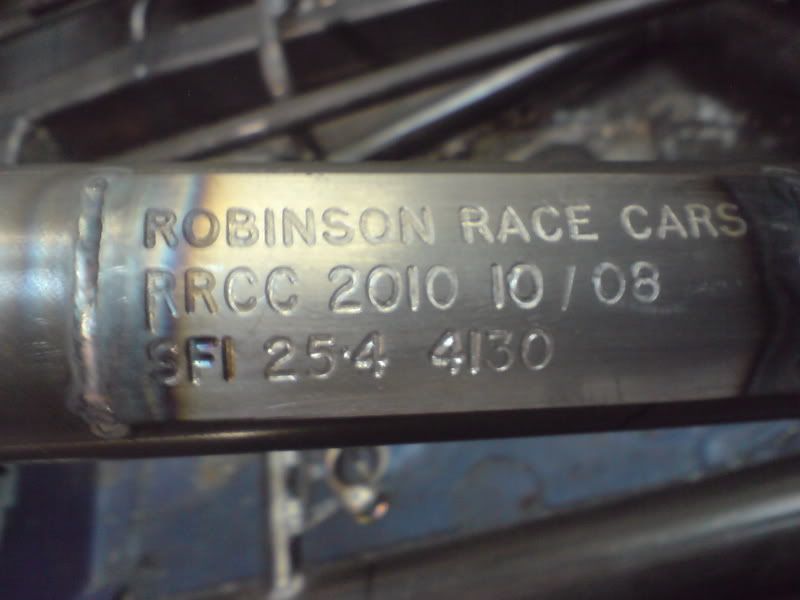 ROBINSON RACE CARS
RRCC 2010 10/08
SFI 25.4 4130